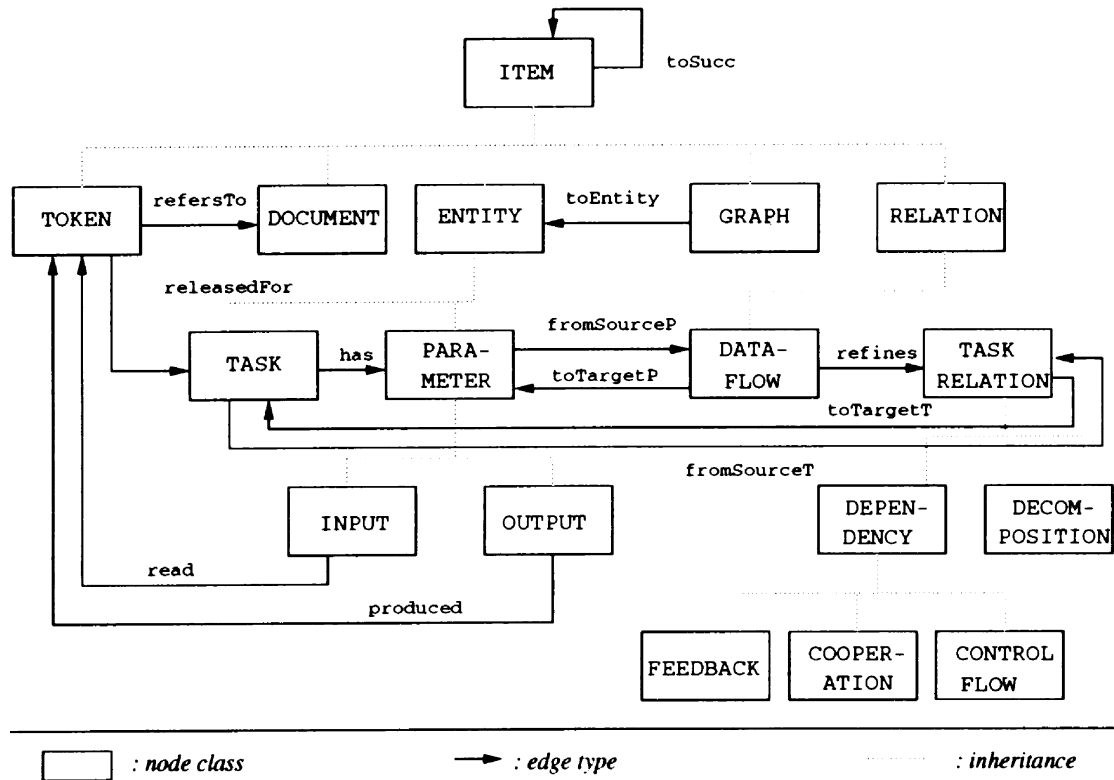 ITEM
toSucc
TOKEN
refersTo
DOCUMENT
ENTITY
toEntity
GRAPH
RELATION
releasedFor
TASK
has
PARA-
METER
fromSourceP
toTargetP
DATA-
FLOW
refines
TASK
RELATION
toTargetT
fromSourceT
INPUT
OUTPUT
DEPEN-
DENCY
DECOM-
POSITION
read
produced
FEEDBACK
COOPER-
ATION
CONTROL
FLOW
: node class
: edge type
: inheritance